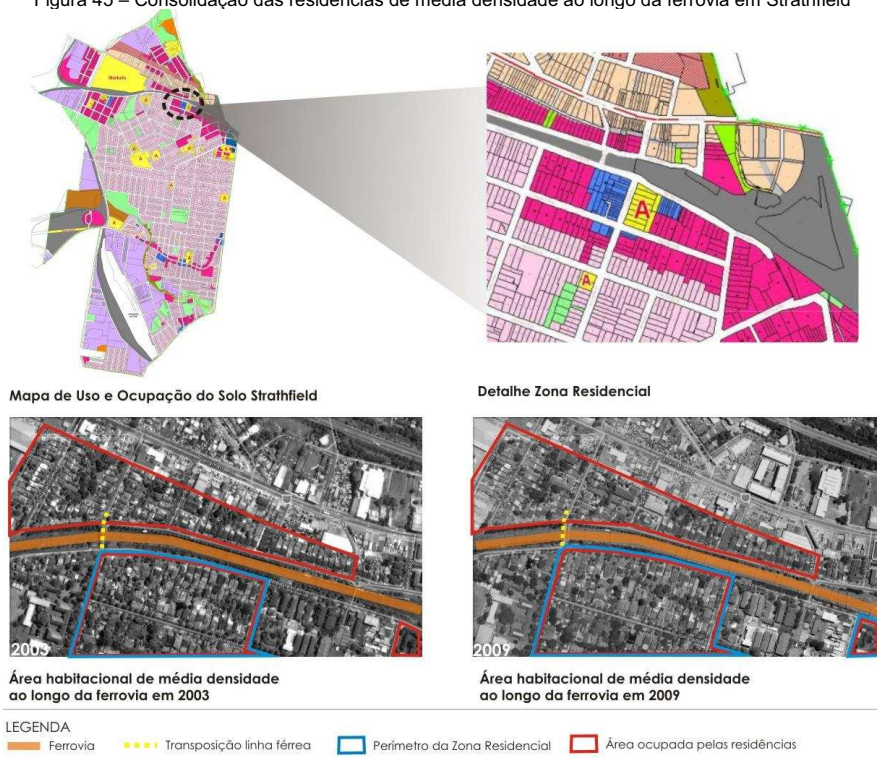 Figura 45 – Consolidação das residências de média densidade ao longo da ferrovia em Strathfield
Markets
A
A
A
A
A
A
A
A
A
A
Mapa de Uso e Ocupação do Solo Strathfield
Detalhe Zona Residencial
2003
2009
Área habitacional de média densidade
ao longo da ferrovia em 2003
Área habitacional de média densidade
ao longo da ferrovia em 2009
LEGENDA
Ferrovia
Transposição linha férrea
Perímetro da Zona Residencial
Área ocupada pelas residências